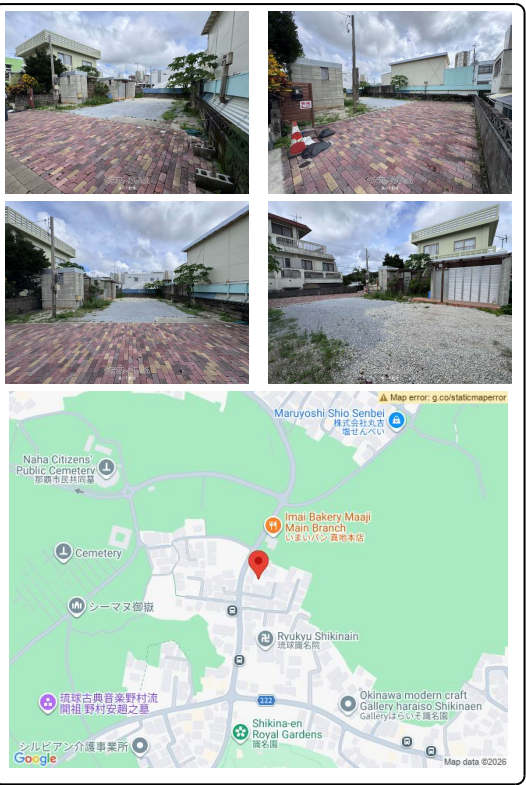 Map error: g.co/staticmaperror
Maruyoshi Shio Senbei
株式会社丸吉
塩せんべい
Naha Citizens'
Public Cemetery
那覇市民共同墓
Imai Bakery Maaji
Main Branch
いまいパン 真地本店
Cemetery
シーマヌ御嶽
Ryukyu Shikinain
琉球識名院
琉球古典音楽野村流
開祖 野村安趙之墓
222
Okinawa modern craft
Gallery haraiso Shikinaen
Galleryはらいそ識名園
Shikina-en
Royal Gardens
識名園
シルビアン介護事業所
Google
Map data ©2026